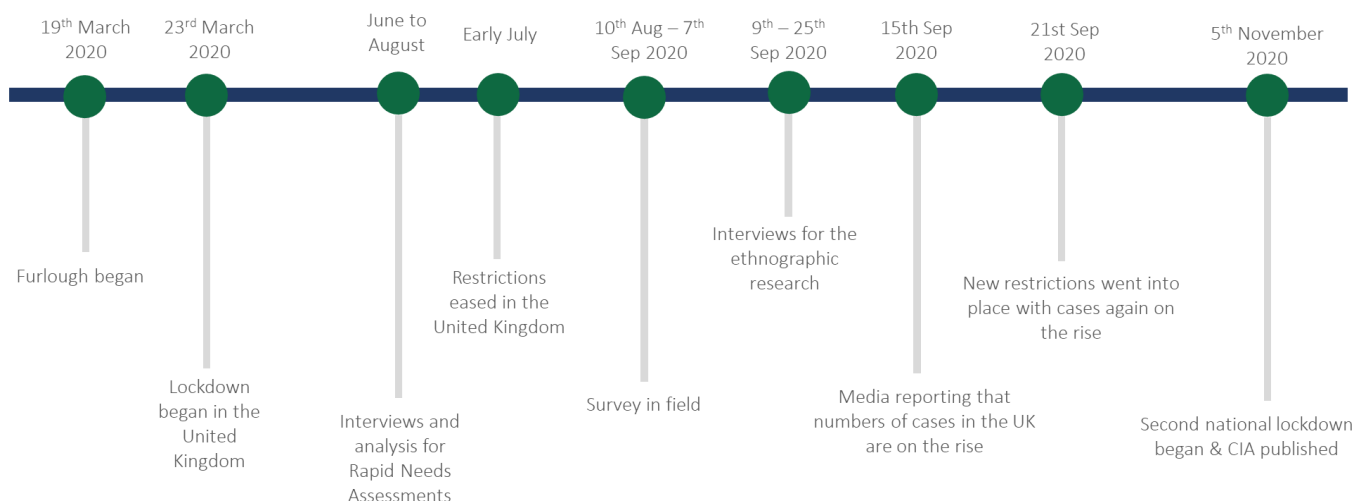 19th March
2020
23rd March
2020
June to
August
Early July
10th Aug – 7th
Sep 2020
9th – 25th
Sep 2020
15th Sep
2020
21st Sep
2020
5th November
2020
Furlough began
Lockdown
began in the
United
Kingdom
Interviews and
analysis for
Rapid Needs
Assessments
Restrictions
eased in the
United Kingdom
Survey in field
Interviews for the
ethnographic
research
Media reporting that
numbers of cases in the UK
are on the rise
New restrictions went into
place with cases again on
the rise
Second national lockdown
began & CIA published